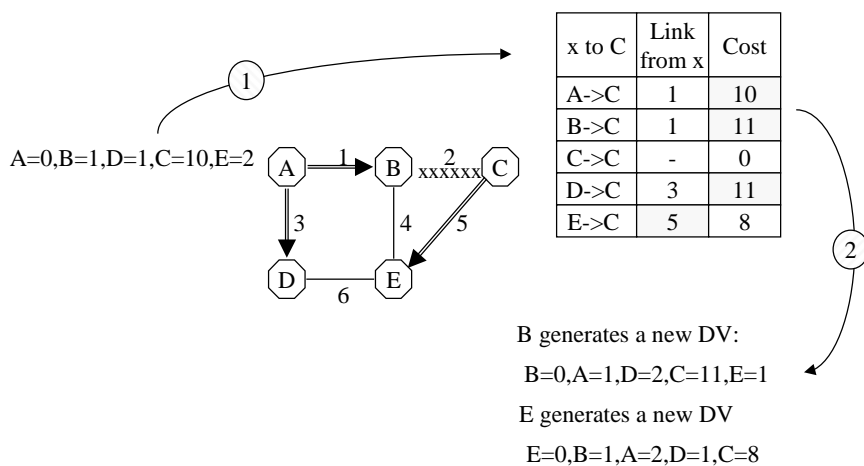 x to C Link from x Cost
A->C 1 10
B->C 1 11
C->C - 0
D->C 3 11
E->C 5 8
1
A=0,B=1,D=1,C=10,E=2
A 1 B 2 C
xxxxxx
3 4 5
D 6 E
2
B generates a new DV:
B=0,A=1,D=2,C=11,E=1
E generates a new DV
E=0,B=1,A=2,D=1,C=8